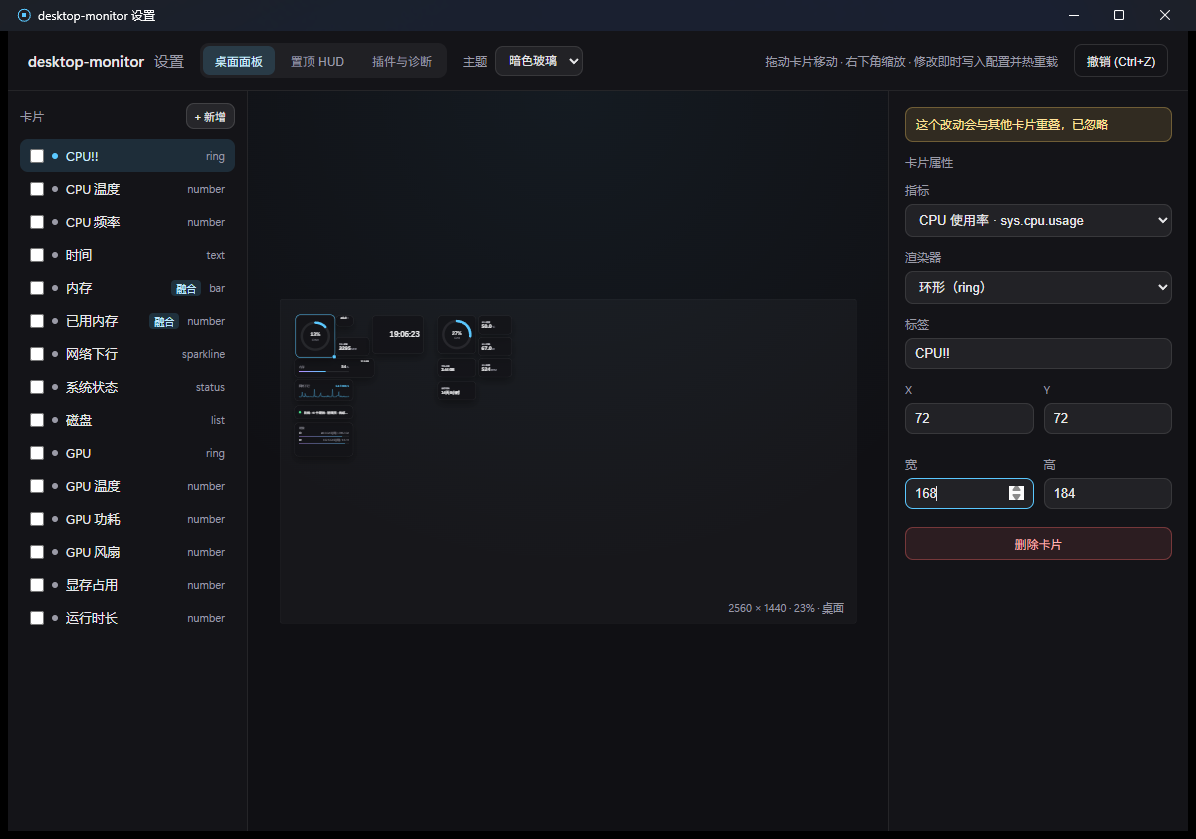 desktop-monitor 设置
desktop-monitor 设置 桌面面板 置顶 HUD 插件与诊断 主题 暗色玻璃 拖动卡片移动 · 右下角缩放 · 修改即时写入配置并热重载 撤销 (Ctrl+Z)
卡片 + 新增
CPU!! ring
CPU 温度 number
CPU 频率 number
时间 text
内存 融合 bar
已用内存 融合 number
网络下行 sparkline
系统状态 status
磁盘 list
GPU ring
GPU 温度 number
GPU 功耗 number
GPU 风扇 number
显存占用 number
运行时长 number
13%
3295
19:06:23
27%
58.8
67.0
524
2560 × 1440 · 23% · 桌面
这个改动会与其他卡片重叠，已忽略
卡片属性
指标
CPU 使用率 · sys.cpu.usage
渲染器
环形（ring）
标签
CPU!!
X Y
72 72
宽 高
168 184
删除卡片